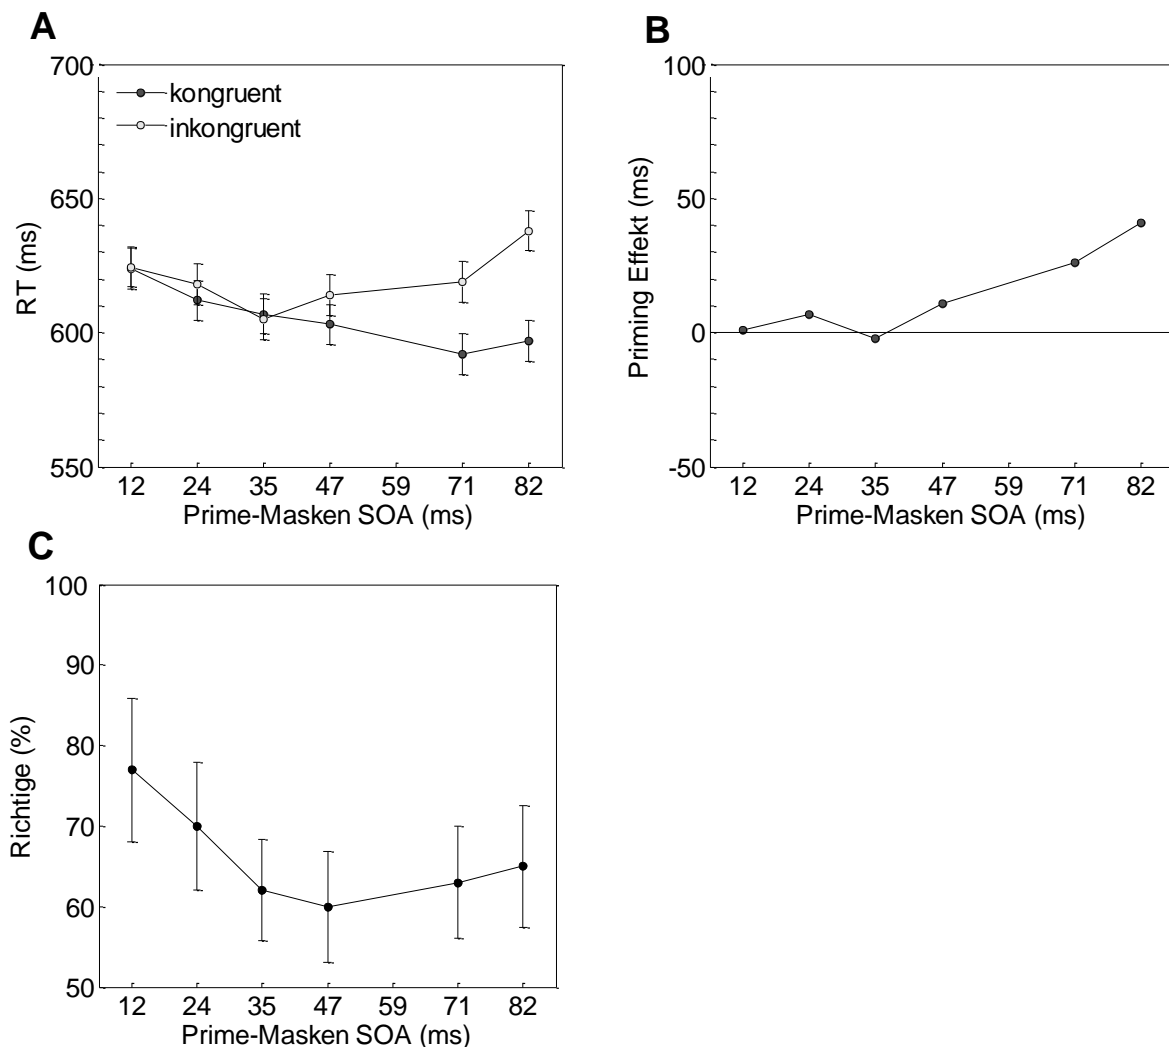 A
700
650
600
550
RT (ms)
kongruent
inkongruent
12 24 35 47 59 71 82
Prime-Masken SOA (ms)
B
100
50
0
-50
Priming Effekt (ms)
12 24 35 47 59 71 82
Prime-Masken SOA (ms)
C
100
90
80
70
60
50
Richtige (%)
12 24 35 47 59 71 82
Prime-Masken SOA (ms)